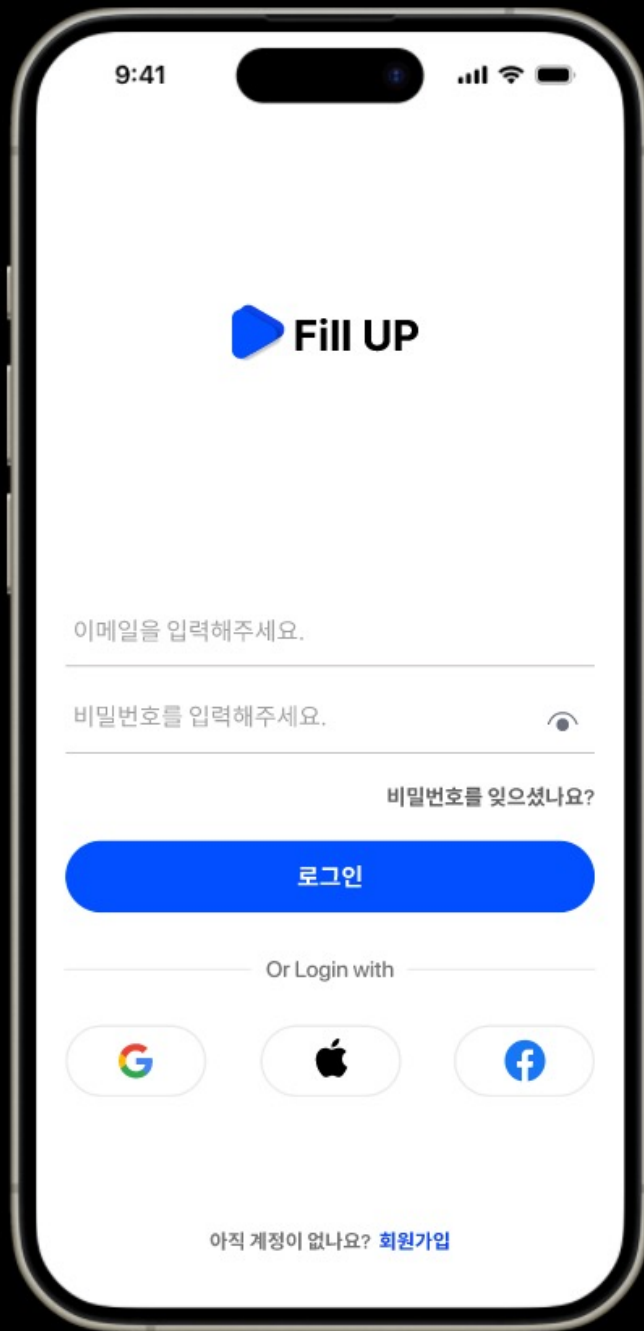 9:41
Fill UP
이메일을 입력해주세요.
비밀번호를 입력해주세요.
비밀번호를 잊으셨나요?
로그인
Or Login with
아직 계정이 없나요? 회원가입